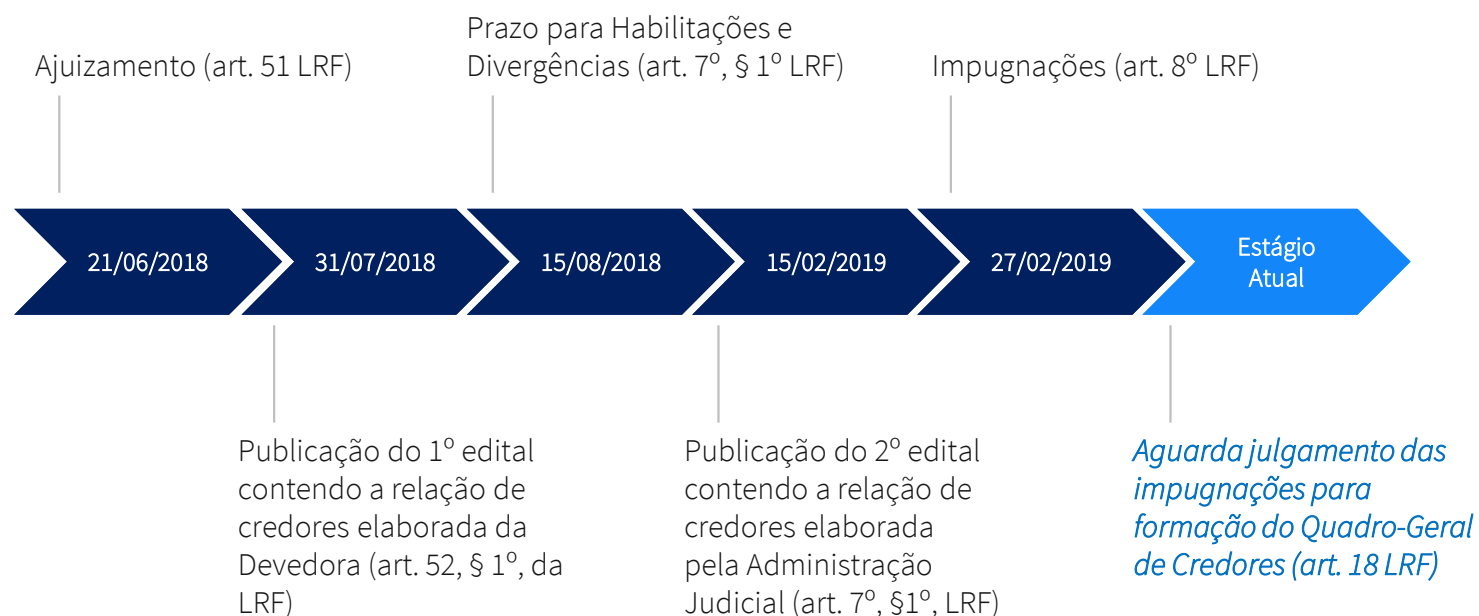 Ajuizamento (art. 51 LRF)
Prazo para Habilitações e
Divergências (art. 7º, § 1º LRF)
Impugnações (art. 8º LRF)
21/06/2018
31/07/2018
15/08/2018
15/02/2019
27/02/2019
Estágio
Atual
Publicação do 1º edital
contendo a relação de
credores elaborada da
Devedora (art. 52, § 1º, da
LRF)
Publicação do 2º edital
contendo a relação de
credores elaborada
pela Administração
Judicial (art. 7º, §1º, LRF)
Aguarda julgamento das
impugnações para
formação do Quadro-Geral
de Credores (art. 18 LRF)